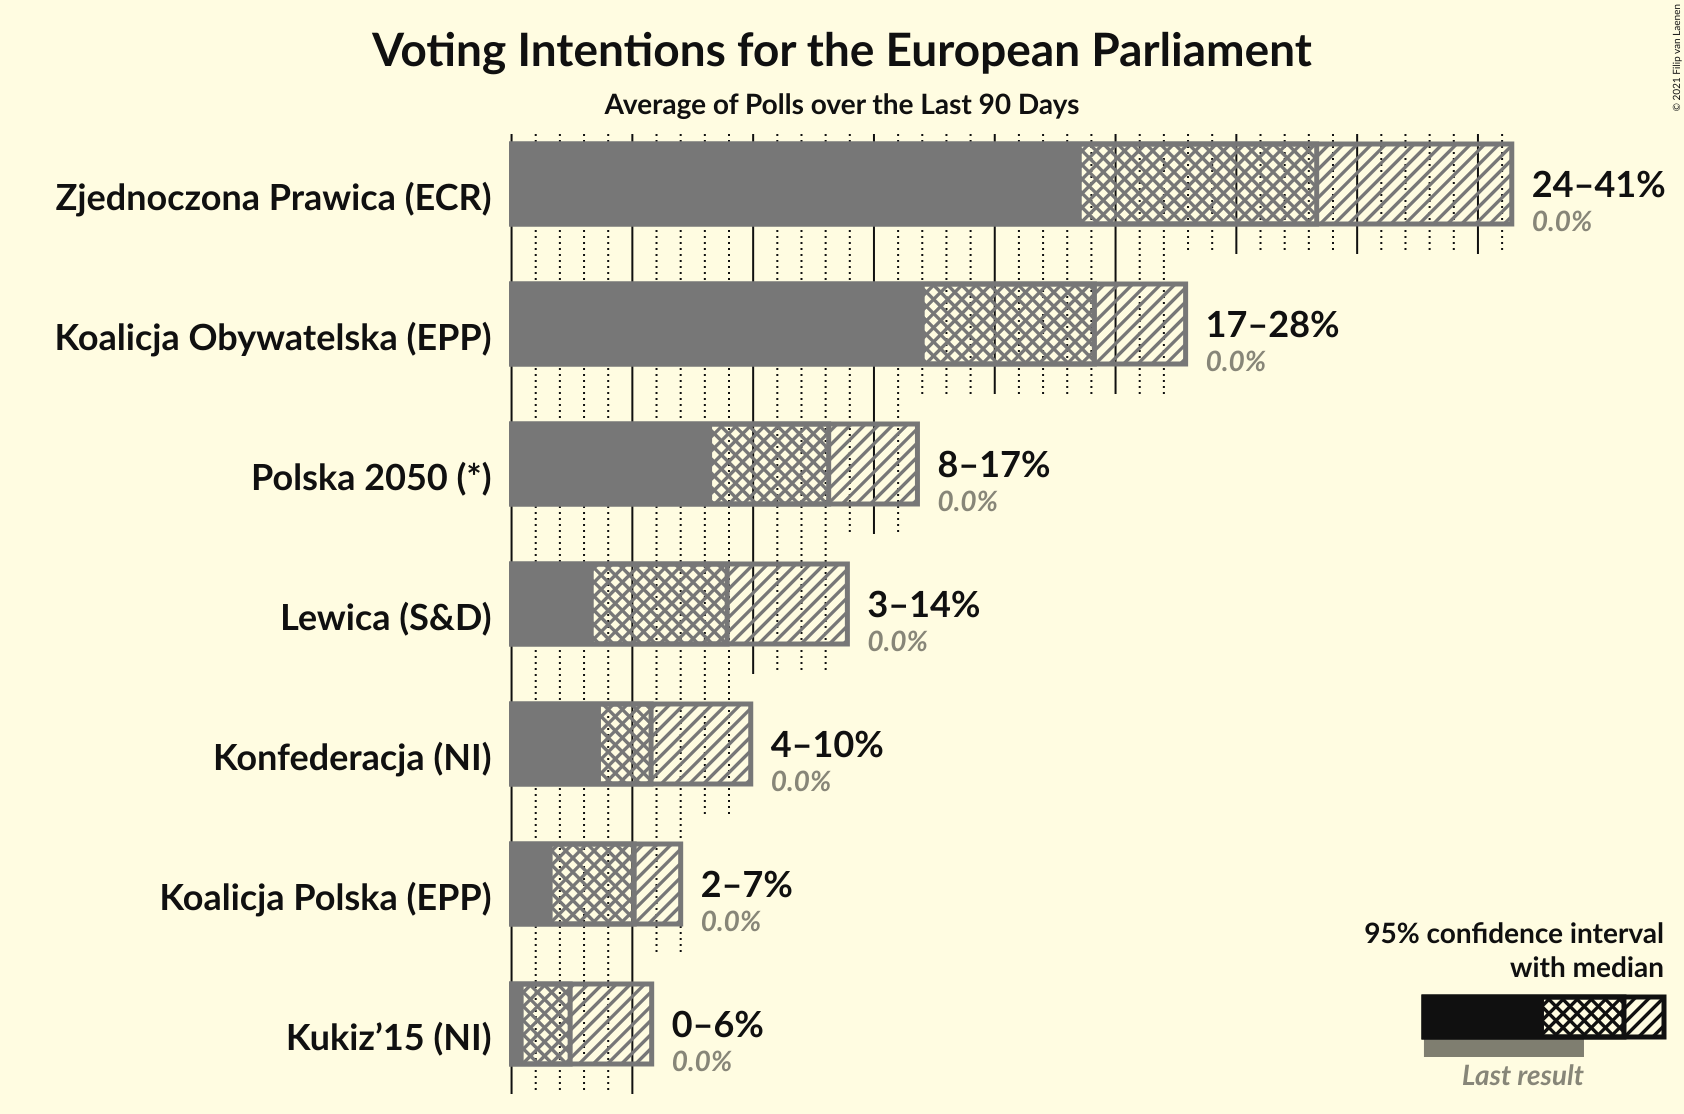 Voting Intentions for the European Parliament
Average of Polls over the Last 90 Days
© 2021 Filip van Laenen
Zjednoczona Prawica (ECR)
24–41%
0.0%
Koalicja Obywatelska (EPP)
17–28%
0.0%
Polska 2050 (*)
8–17%
0.0%
Lewica (S&D)
3–14%
0.0%
Konfederacja (NI)
4–10%
0.0%
Koalicja Polska (EPP)
2–7%
0.0%
Kukiz’15 (NI)
0–6%
0.0%
95% confidence interval
with median
Last result